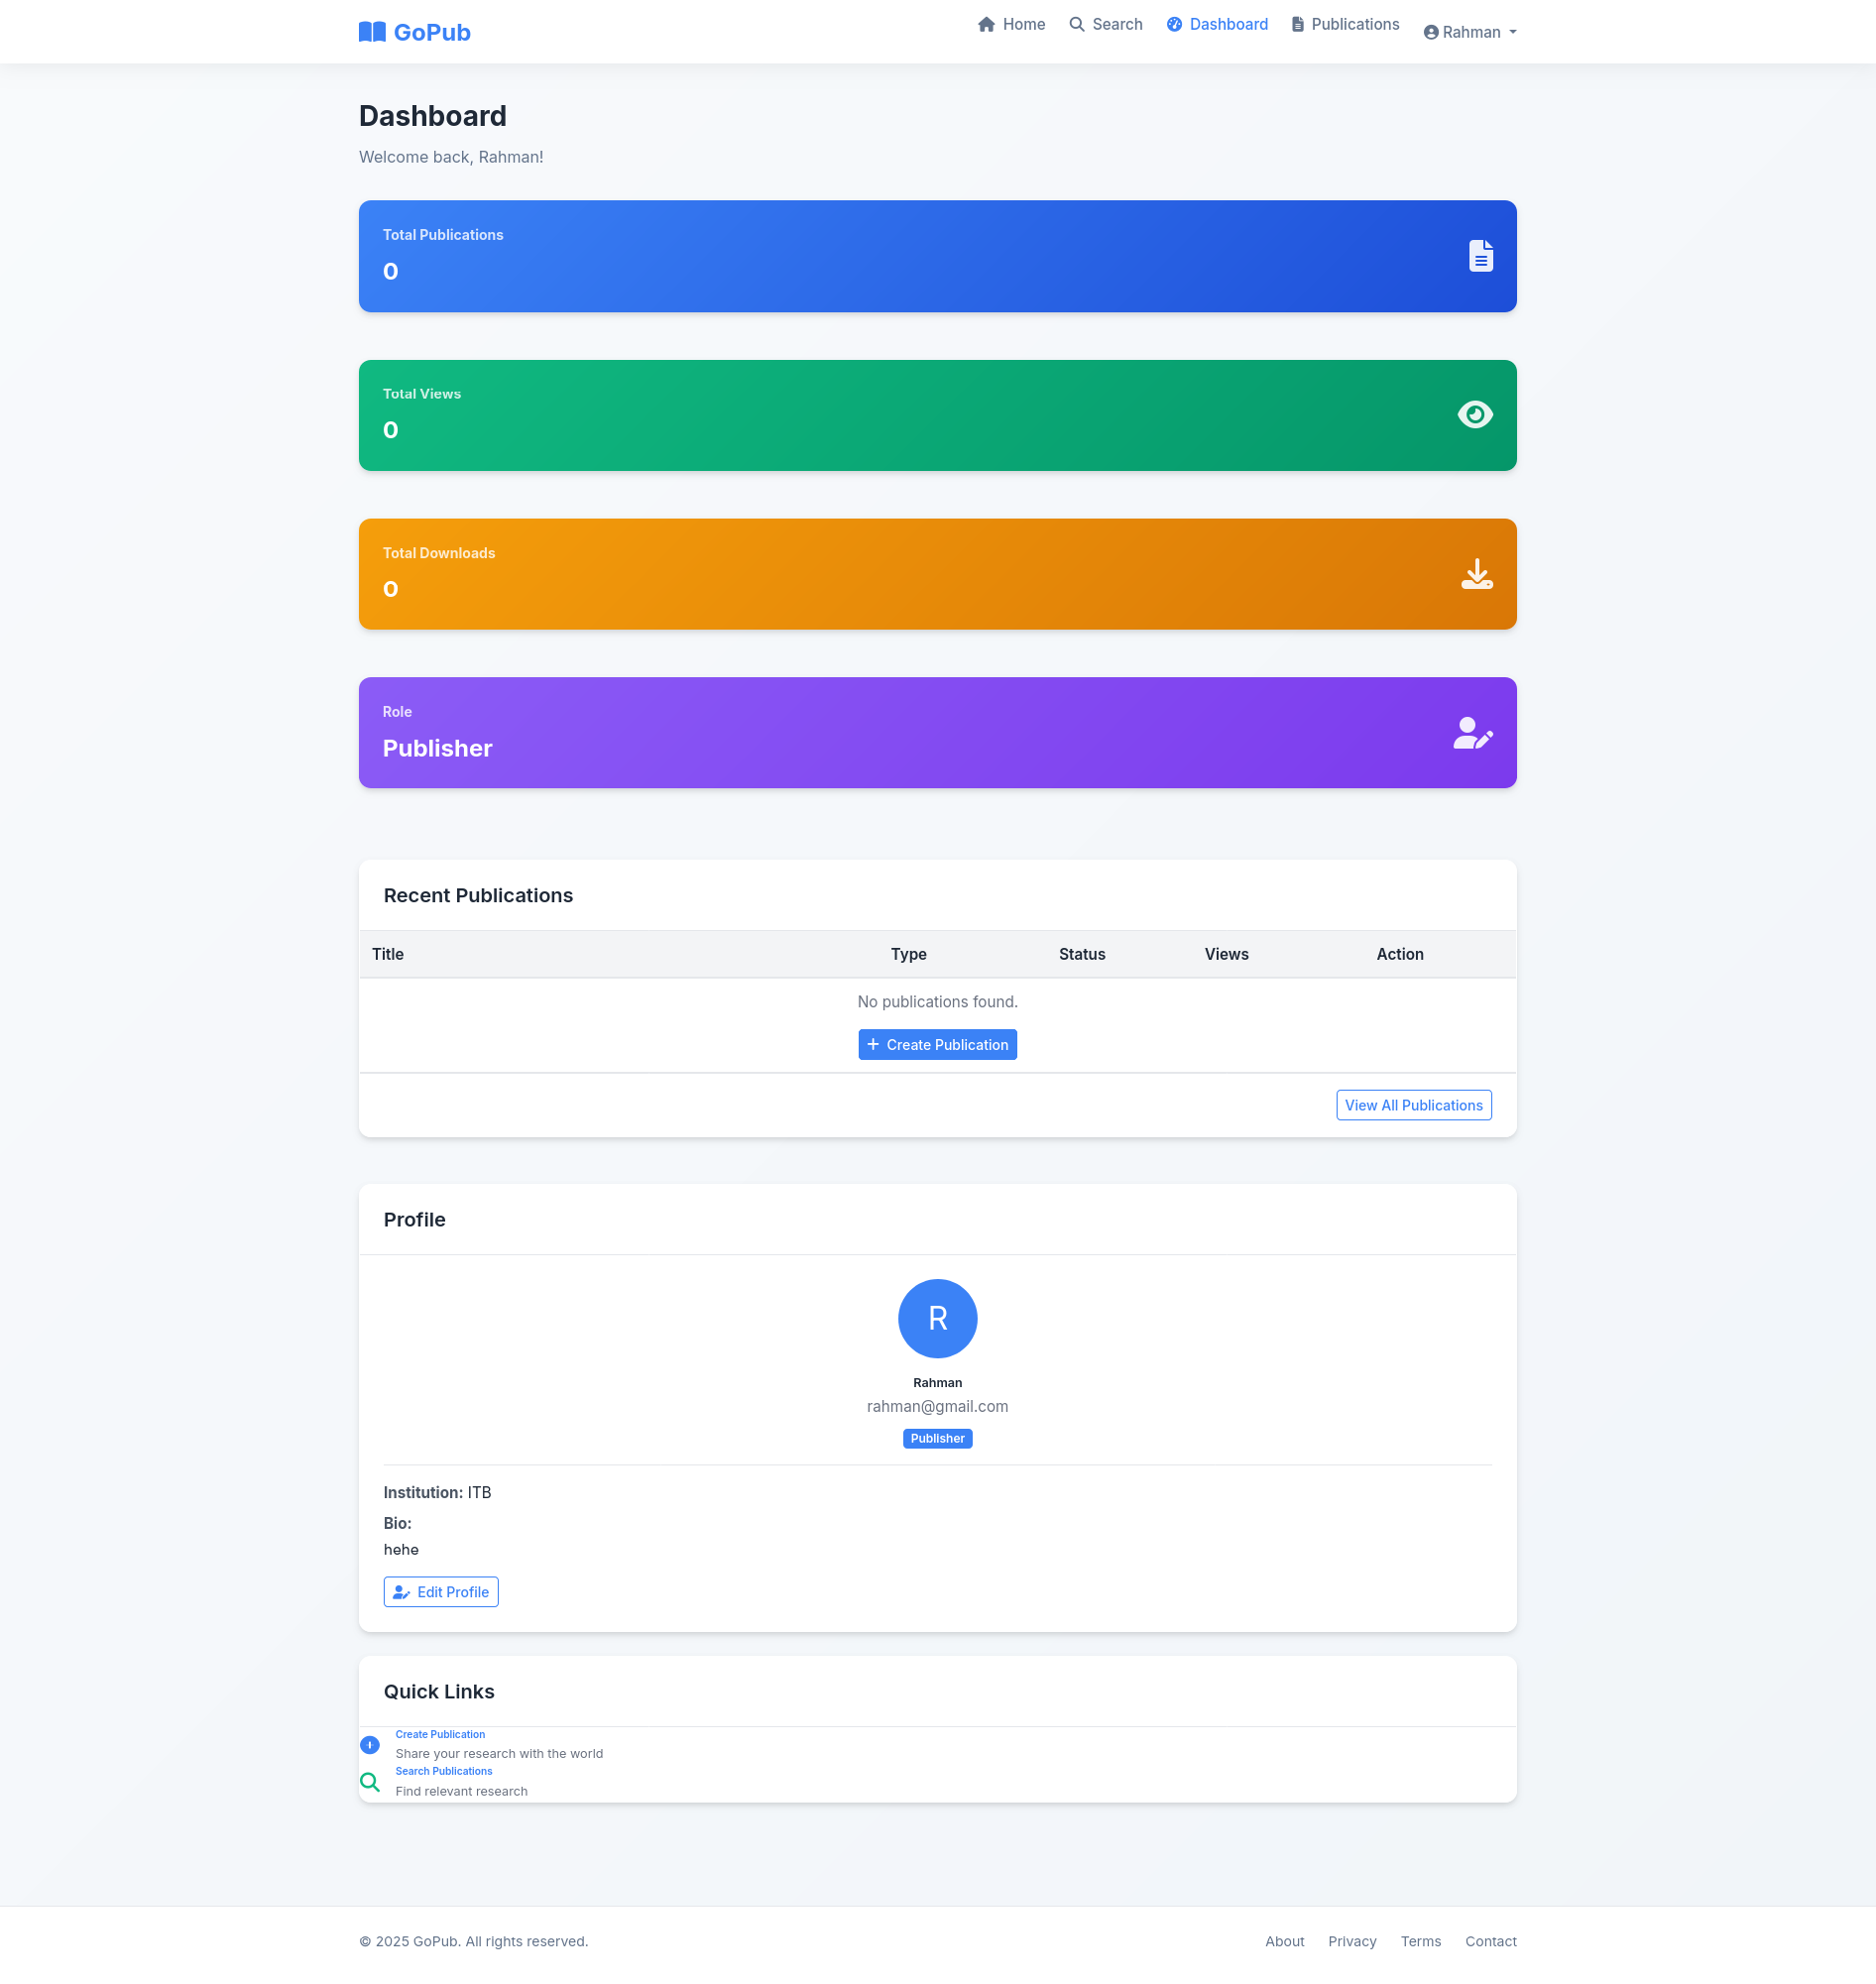 GoPub
Home Search Dashboard Publications Rahman
Dashboard
Welcome back, Rahman!
Total Publications
0
Total Views
0
Total Downloads
0
Role
Publisher
Recent Publications
Title Type Status Views Action
No publications found.
Create Publication
View All Publications
Profile
R
Rahman
rahman@gmail.com
Publisher
Institution: ITB
Bio:
hehe
Edit Profile
Quick Links
Create Publication
Share your research with the world
Search Publications
Find relevant research
© 2025 GoPub. All rights reserved. About Privacy Terms Contact